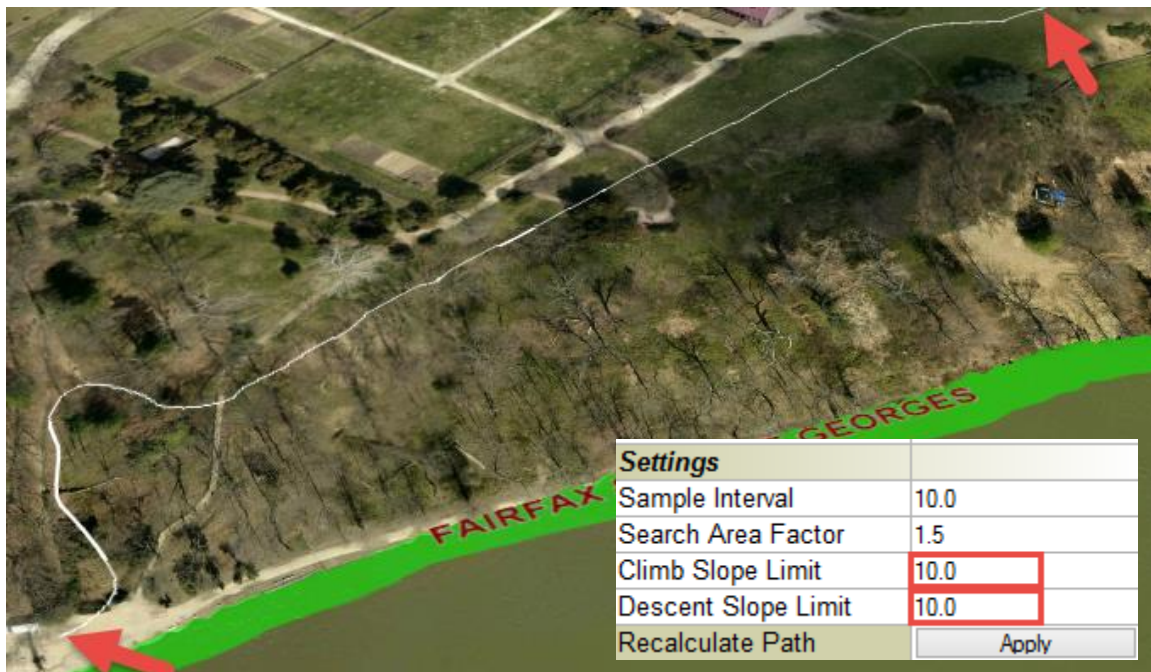 FAIRFAX
GEORGES
Settings
Sample Interval 10.0
Search Area Factor 1.5
Climb Slope Limit 10.0
Descent Slope Limit 10.0
Recalculate Path Apply